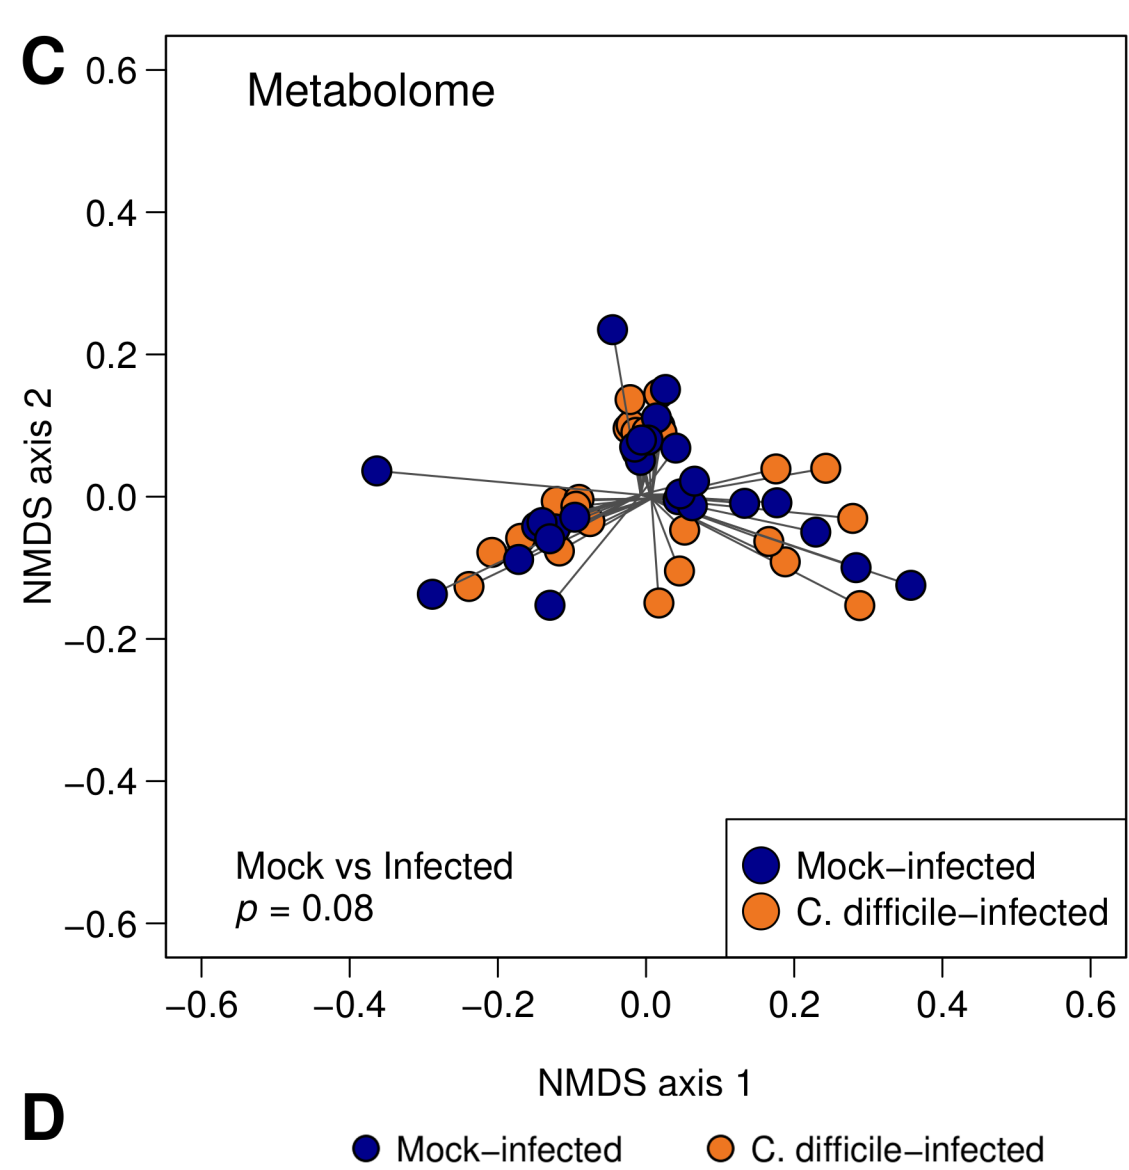 C
Metabolome
0.6
0.4
0.2
0.0
−0.2
−0.4
−0.6
NMDS axis 2
Mock vs Infected
p = 0.08
Mock−infected
C. difficile−infected
−0.6 −0.4 −0.2 0.0 0.2 0.4 0.6
NMDS axis 1
D
Mock−infected C. difficile−infected